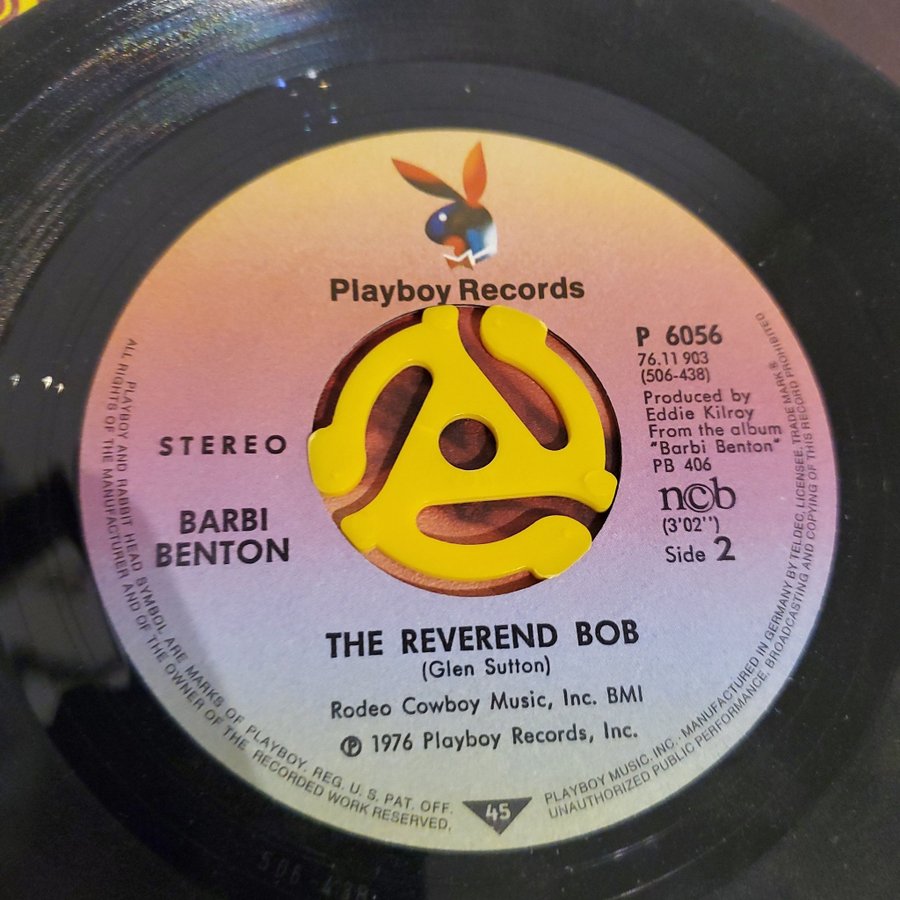 Playboy Records
P 6056
76.11 903
(506-438)
Produced by
Eddie Kilroy
From the album
"Barbi Benton"
PB 406
ncb
(3'02")
Side 2
STEREO
BARBI
BENTON
THE REVEREND BOB
(Glen Sutton)
Rodeo Cowboy Music, Inc. BMI
Ⓟ 1976 Playboy Records, Inc.
45
PLAYBOY AND RABBIT HEAD SYMBOL ARE MARKS OF PLAYBOY, REG. U. S. PAT. OFF.
ALL RIGHTS OF THE MANUFACTURER AND OF THE OWNER OF THE RECORDED WORK RESERVED,
PLAYBOY MUSIC, INC. · MANUFACTURED IN GERMANY BY TELDEC, LICENSEE, TRADE MARK ®
UNAUTHORIZED PUBLIC PERFORMANCE, BROADCASTING AND COPYING OF THIS RECORD PROHIBITED